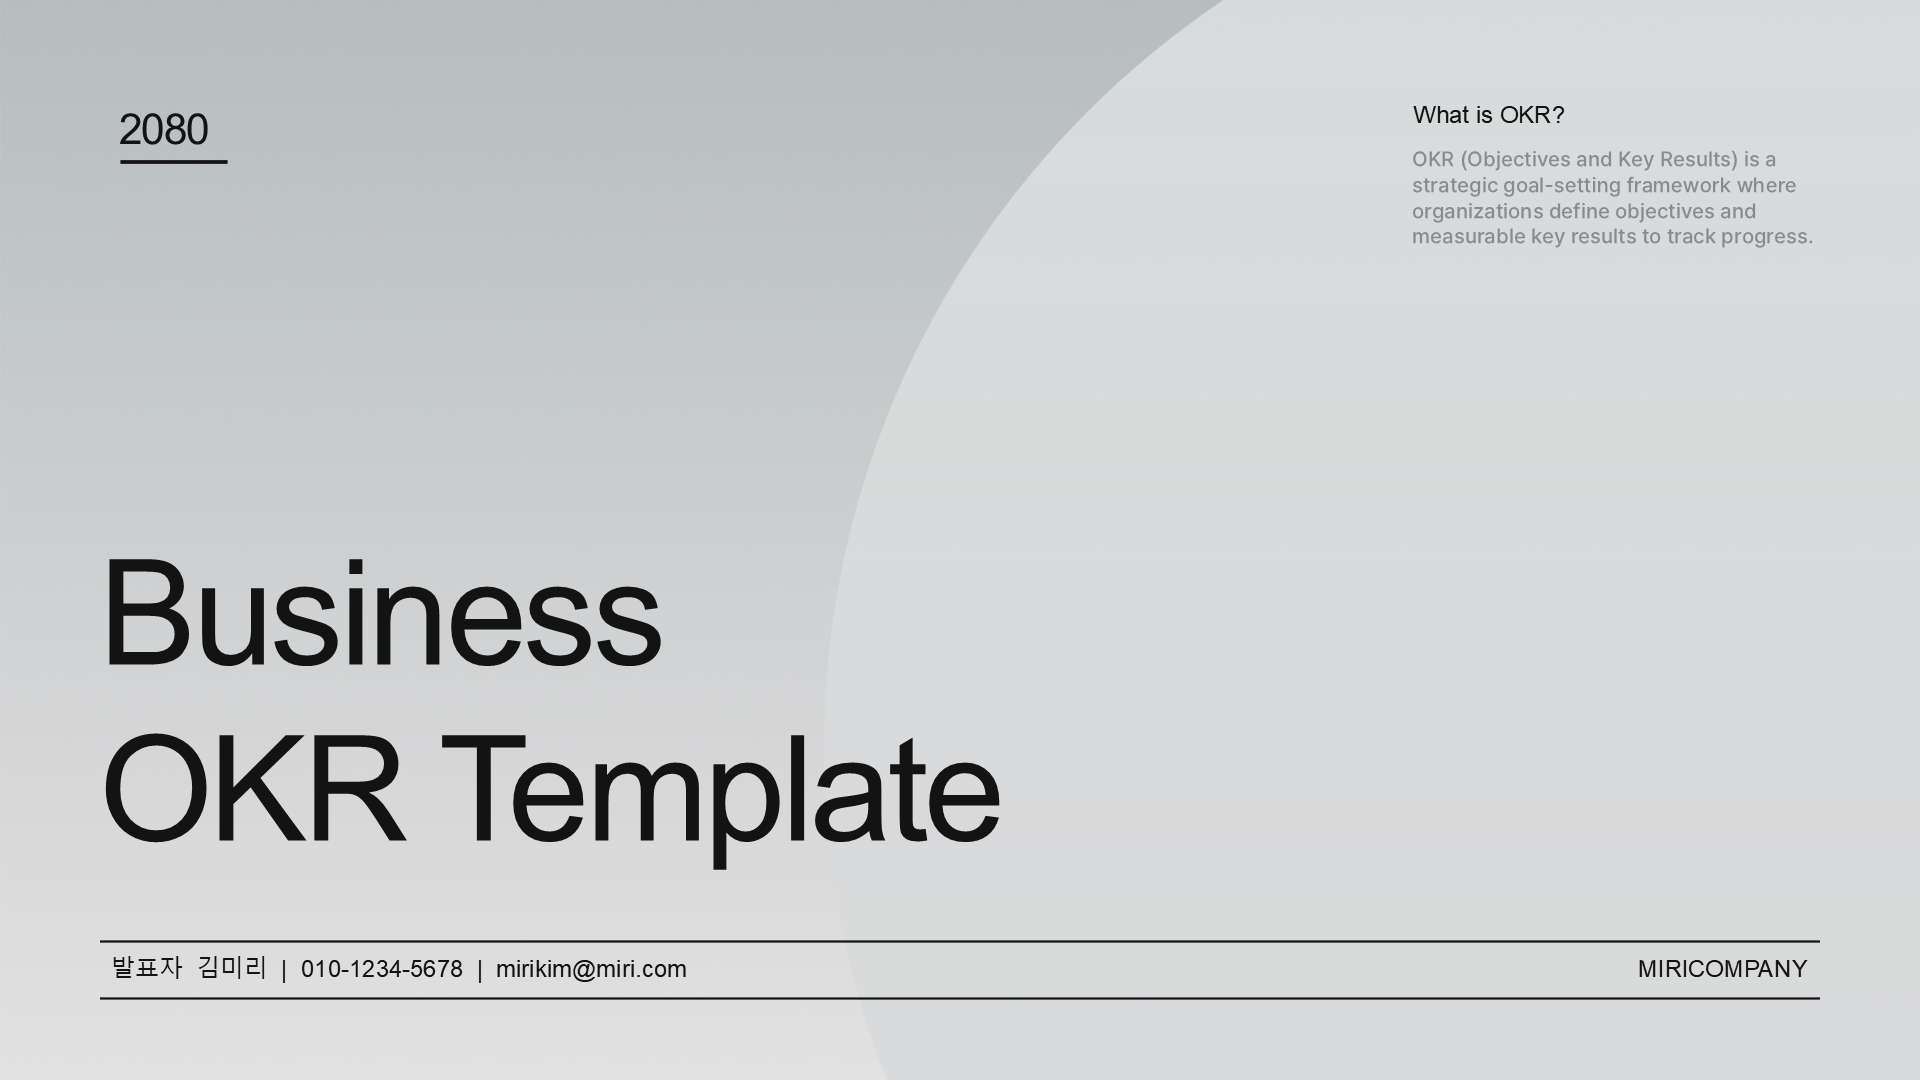 2080
What is OKR?
OKR (Objectives and Key Results) is a
strategic goal-setting framework where
organizations define objectives and
measurable key results to track progress.
Business
OKR Template
발표자 김미리 | 010-1234-5678 | mirikim@miri.com
MIRICOMPANY